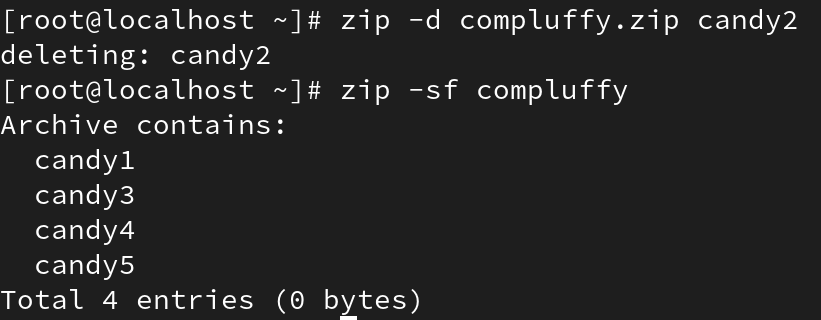 [root@localhost ~]# zip -d compluffy.zip candy2
deleting: candy2
[root@localhost ~]# zip -sf compluffy
Archive contains:
  candy1
  candy3
  candy4
  candy5
Total 4 entries (0 bytes)